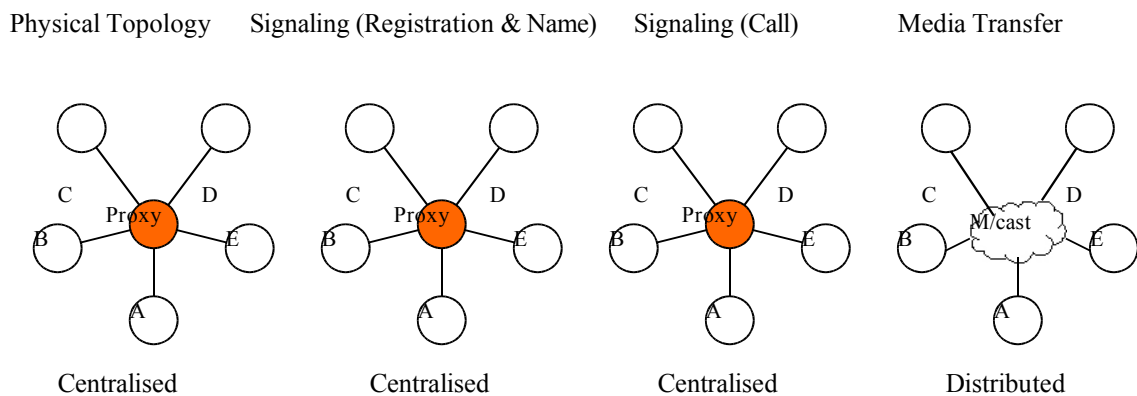 Physical Topology Signaling (Registration & Name) Signaling (Call) Media Transfer
C D C D C D C D
Proxy Proxy Proxy M/cast
B E B E B E B E
A A A A
Centralised Centralised Centralised Distributed